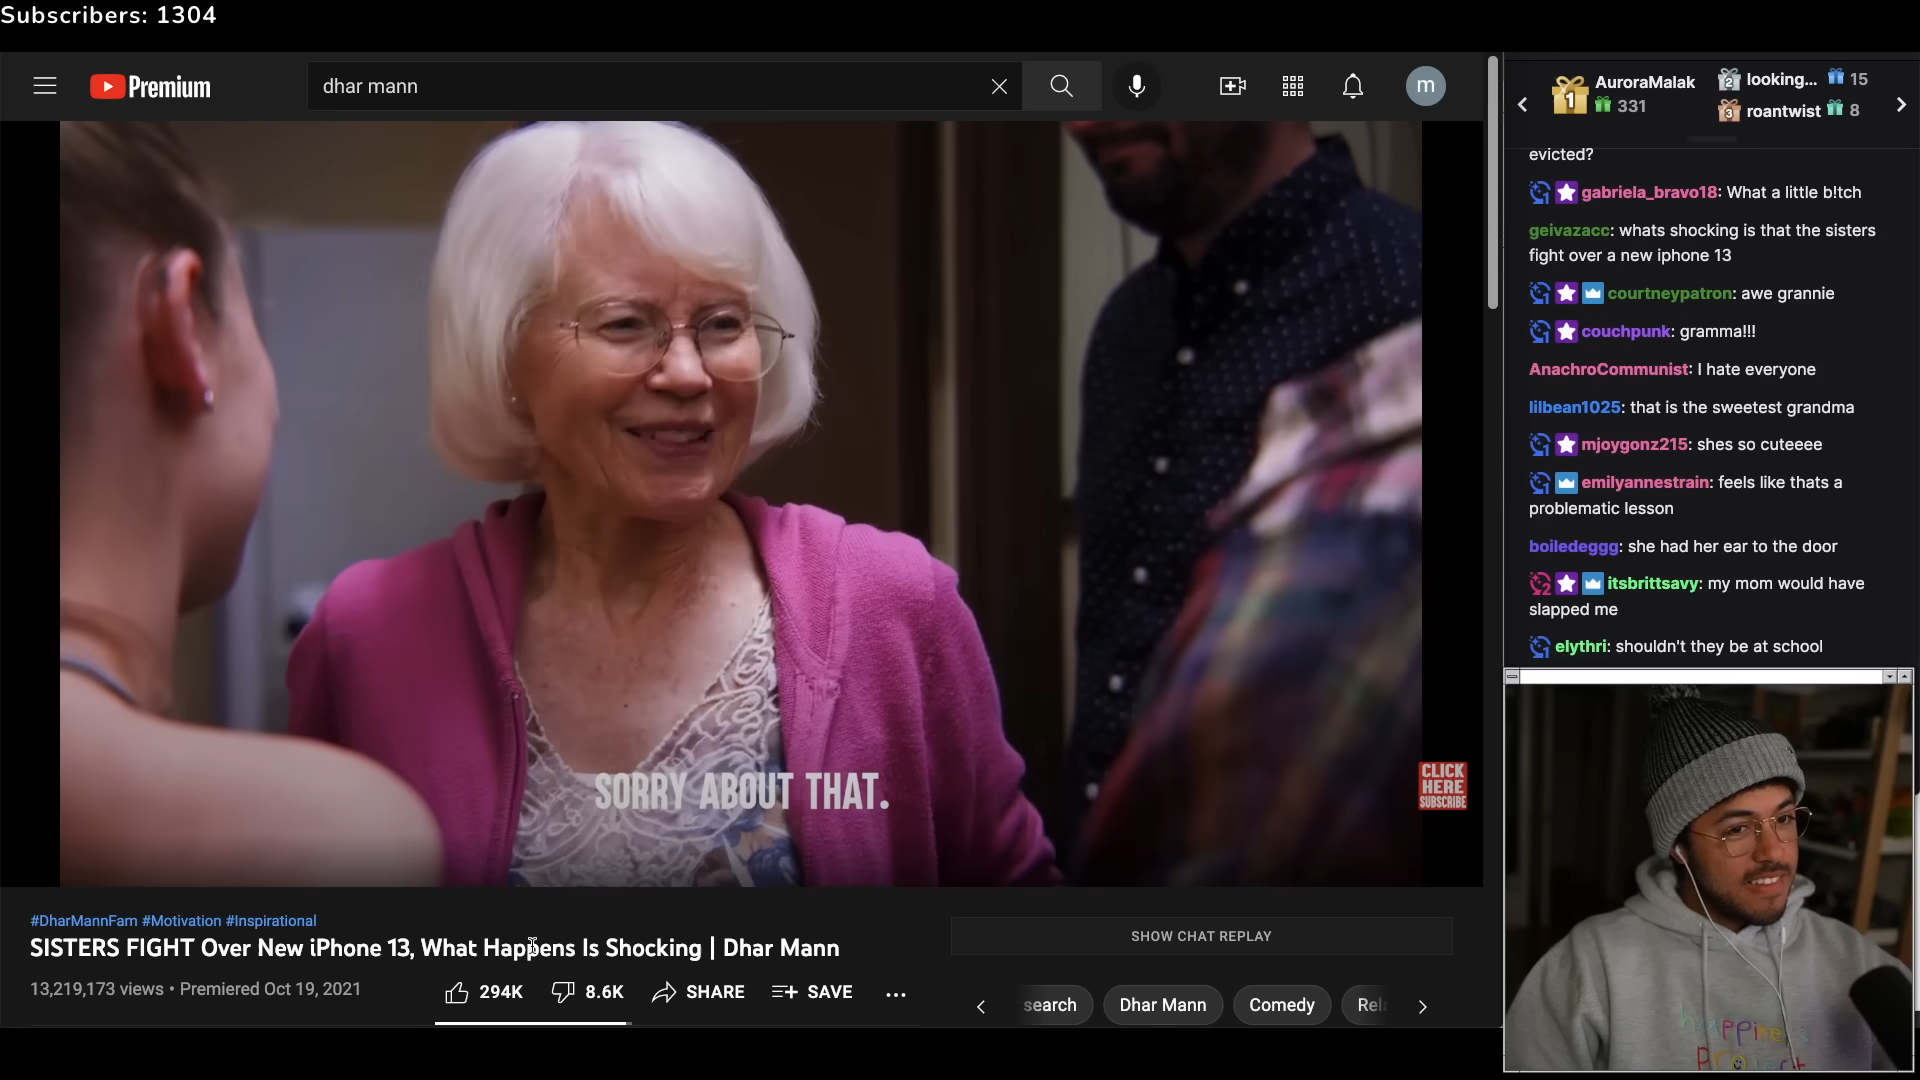 Subscribers: 1304
Premium
dhar mann
m
1
AuroraMalak
331
2
looking...
15
3
roantwist
8
evicted?
gabriela_bravo18: What a little b!tch
geivazacc: whats shocking is that the sisters
fight over a new iphone 13
courtneypatron: awe grannie
couchpunk: gramma!!!
AnachroCommunist: I hate everyone
lilbean1025: that is the sweetest grandma
mjoygonz215: shes so cuteeee
emilyannestrain: feels like thats a
problematic lesson
boiledeggg: she had her ear to the door
itsbrittsavy: my mom would have
slapped me
elythri: shouldn't they be at school
SORRY ABOUT THAT.
CLICK
HERE
SUBSCRIBE
#DharMannFam #Motivation #Inspirational
SISTERS FIGHT Over New iPhone 13, What Happens Is Shocking | Dhar Mann
13,219,173 views • Premiered Oct 19, 2021
294K
8.6K
SHARE
SAVE
SHOW CHAT REPLAY
search
Dhar Mann
Comedy
Rel
happiness
project